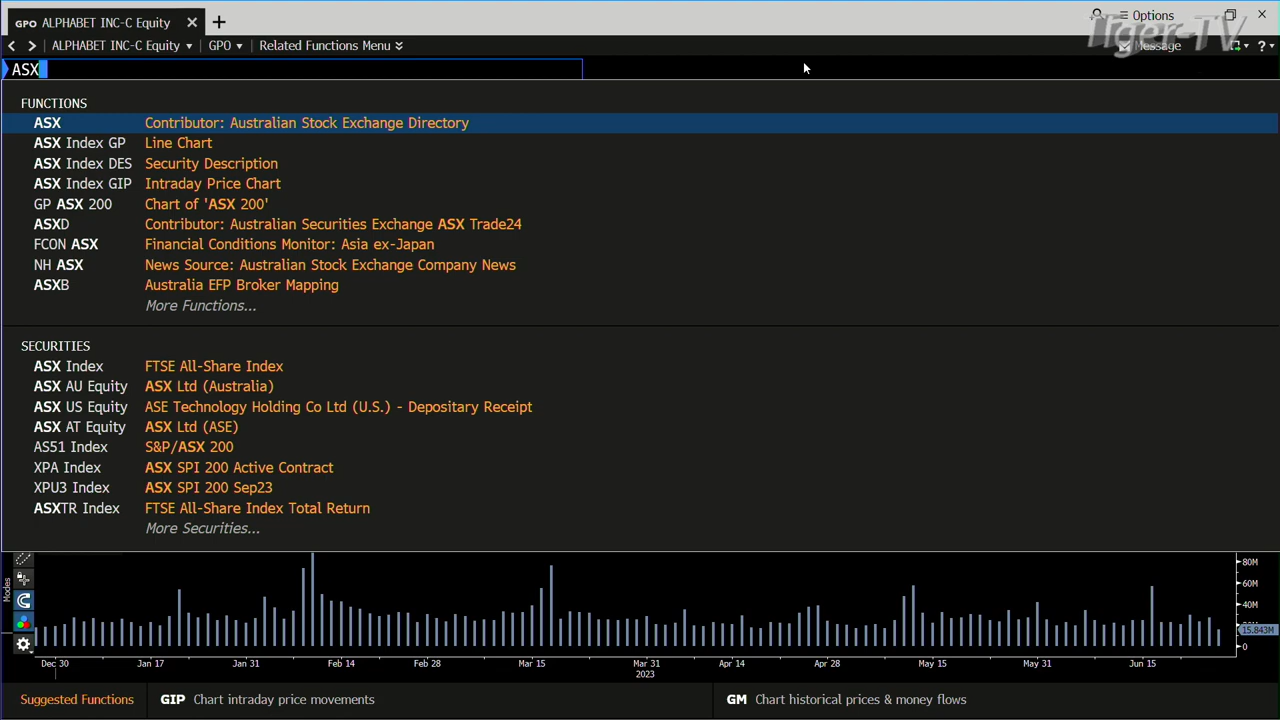 GPO ALPHABET INC-C Equity
Options
ALPHABET INC-C Equity GPO Related Functions Menu
Message ?
Tiger-TV
ASX
FUNCTIONS
ASX Contributor: Australian Stock Exchange Directory
ASX Index GP Line Chart
ASX Index DES Security Description
ASX Index GIP Intraday Price Chart
GP ASX 200 Chart of 'ASX 200'
ASXD Contributor: Australian Securities Exchange ASX Trade24
FCON ASX Financial Conditions Monitor: Asia ex-Japan
NH ASX News Source: Australian Stock Exchange Company News
ASXB Australia EFP Broker Mapping
More Functions...
SECURITIES
ASX Index FTSE All-Share Index
ASX AU Equity ASX Ltd (Australia)
ASX US Equity ASE Technology Holding Co Ltd (U.S.) - Depositary Receipt
ASX AT Equity ASX Ltd (ASE)
AS51 Index S&P/ASX 200
XPA Index ASX SPI 200 Active Contract
XPU3 Index ASX SPI 200 Sep23
ASXTR Index FTSE All-Share Index Total Return
More Securities...
Modes
80M
60M
40M
15.843M
0
Dec 30 Jan 17 Jan 31 Feb 14 Feb 28 Mar 15 Mar 31 Apr 14 Apr 28 May 15 May 31 Jun 15
2023
Suggested Functions GIP Chart intraday price movements GM Chart historical prices & money flows